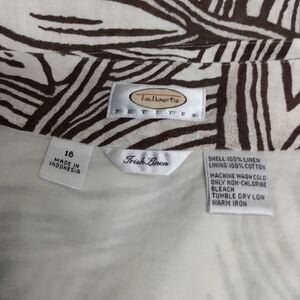 Talbots
PETITES
16
MADE IN
INDONESIA
Irish Linen
SHELL: 100% LINEN
LINING: 100% COTTON
MACHINE WASH COLD
ONLY NON-CHLORINE
BLEACH
TUMBLE DRY LOW
WARM IRON